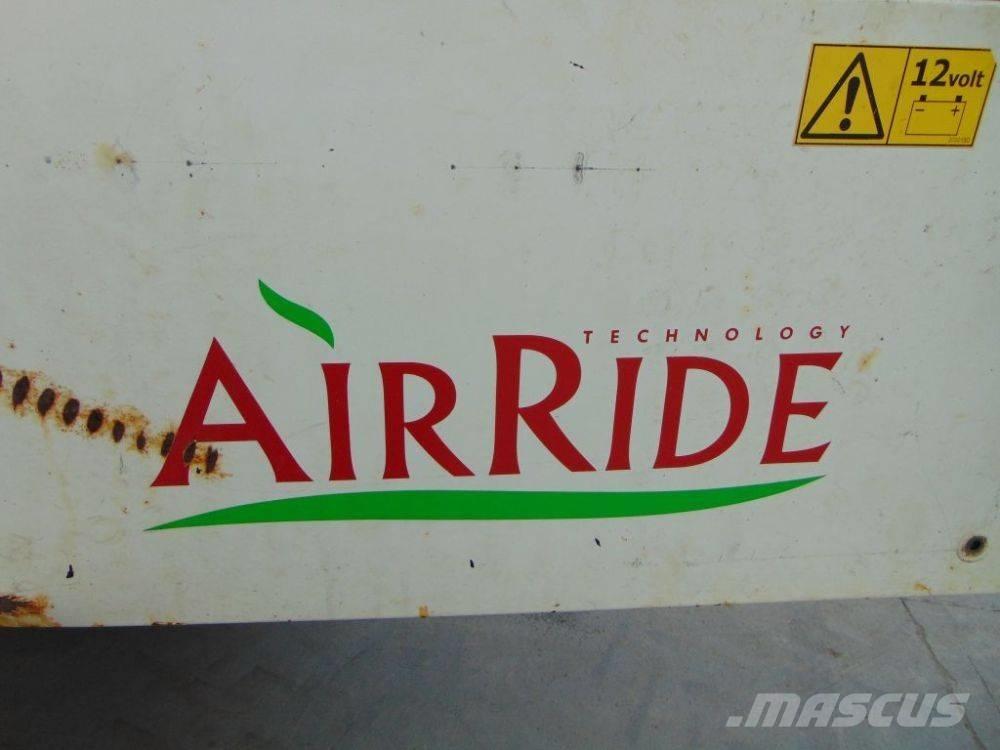 12volt
- +
TECHNOLOGY
AIRRIDE
.MASCUS